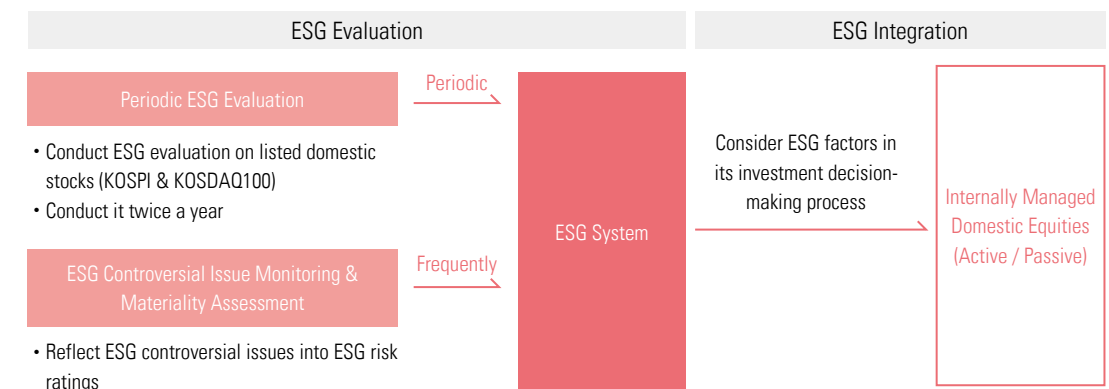 ESG Evaluation
ESG Integration
Periodic ESG Evaluation
Periodic
• Conduct ESG evaluation on listed domestic
stocks (KOSPI & KOSDAQ100)
• Conduct it twice a year
ESG Controversial Issue Monitoring &
Materiality Assessment
Frequently
• Reflect ESG controversial issues into ESG risk
ratings
ESG System
Consider ESG factors in
its investment decision-
making process
Internally Managed
Domestic Equities
(Active / Passive)